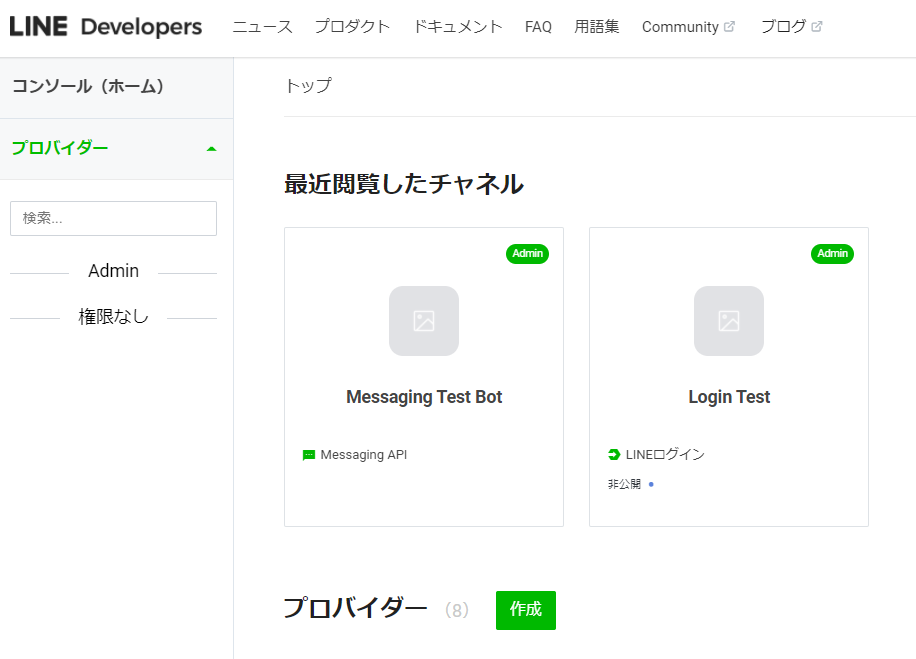 LINE Developers ニュース プロダクト ドキュメント FAQ 用語集 Community ブログ
コンソール（ホーム）
トップ
プロバイダー
検索...
Admin
権限なし
最近閲覧したチャネル
Admin
Messaging Test Bot
Messaging API
Admin
Login Test
LINEログイン
非公開
プロバイダー （8） 作成